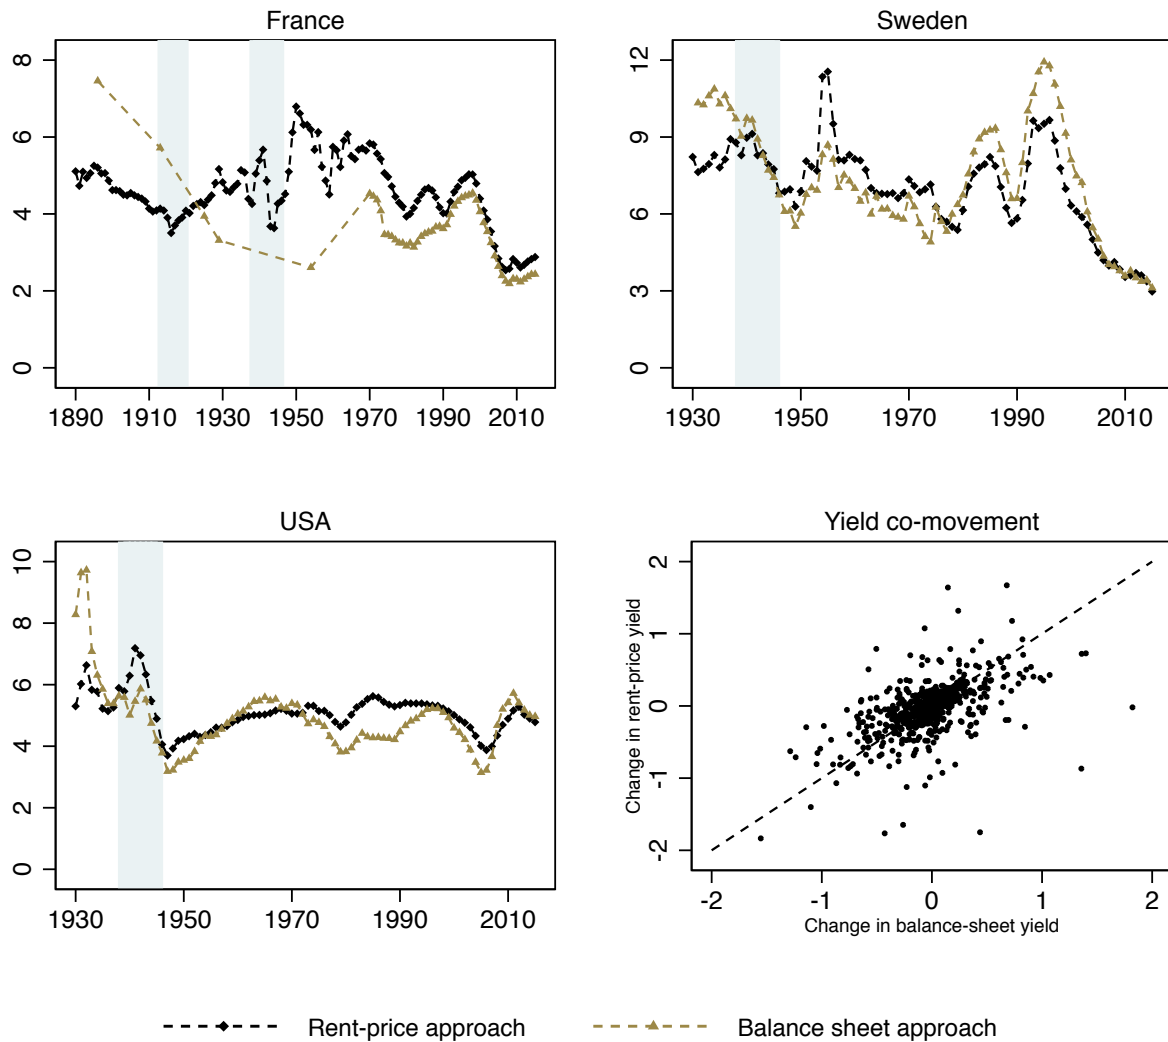 France
8
6
4
2
0
1890 1910 1930 1950 1970 1990 2010
Sweden
12
9
6
3
0
1930 1950 1970 1990 2010
USA
10
8
6
4
2
0
1930 1950 1970 1990 2010
Yield co-movement
Change in rent-price yield
2
1
0
-1
-2
-2 -1 0 1 2
Change in balance-sheet yield
Rent-price approach Balance sheet approach